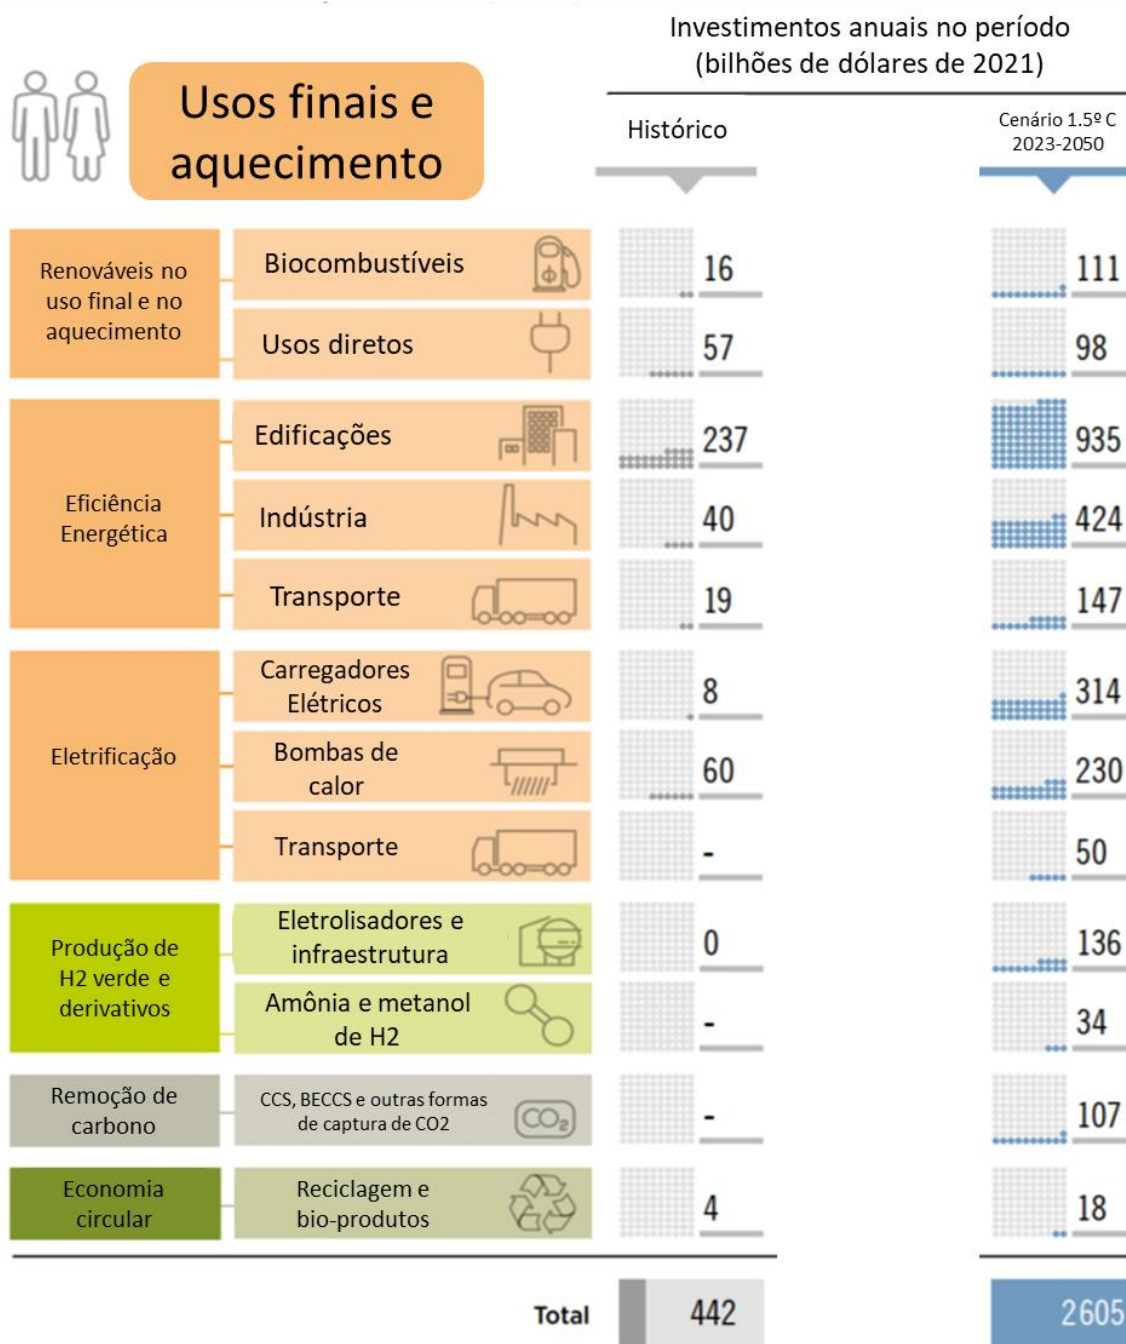 Investimentos anuais no período
(bilhões de dólares de 2021)
Usos finais e
aquecimento
Histórico
Cenário 1.5º C
2023-2050
Renováveis no
uso final e no
aquecimento
Biocombustíveis
16
111
Usos diretos
57
98
Eficiência
Energética
Edificações
237
935
Indústria
40
424
Transporte
19
147
Eletrificação
Carregadores
Elétricos
8
314
Bombas de
calor
60
230
Transporte
-
50
Produção de
H2 verde e
derivativos
Eletrolisadores e
infraestrutura
0
136
Amônia e metanol
de H2
-
34
Remoção de
carbono
CCS, BECCS e outras formas
de captura de CO2
CO2
-
107
Economia
circular
Reciclagem e
bio-produtos
4
18
Total
442
2605